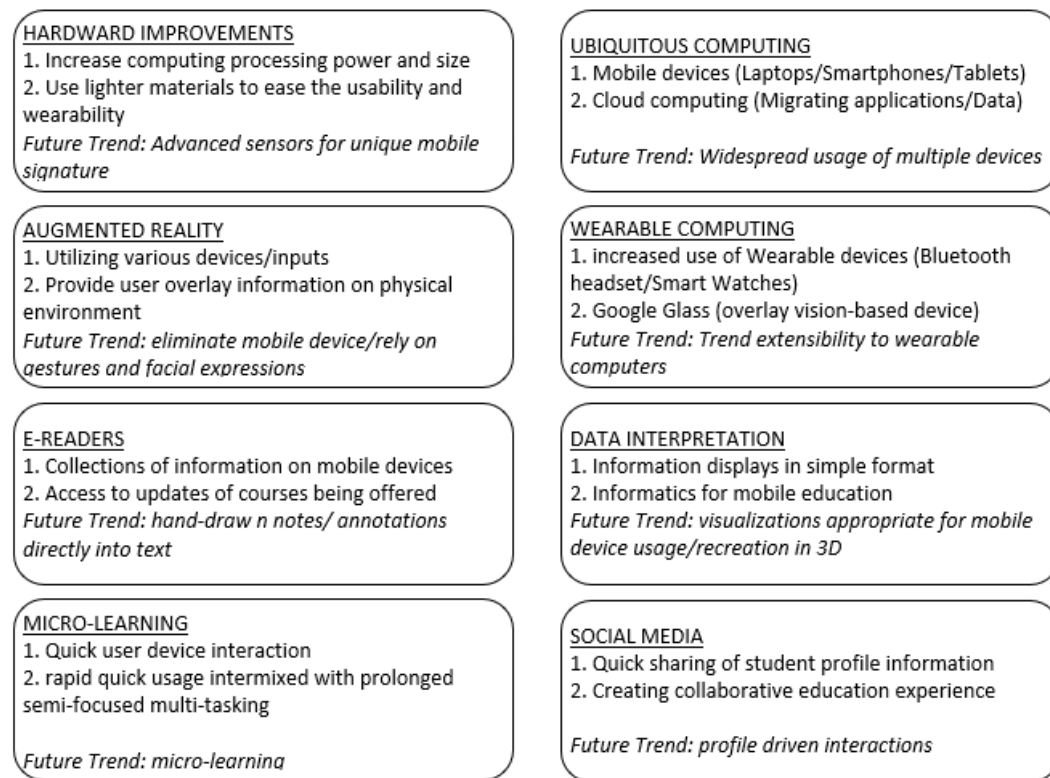 HARDWARD IMPROVEMENTS
1. Increase computing processing power and size
2. Use lighter materials to ease the usability and
wearability
Future Trend: Advanced sensors for unique mobile
signature
UBIQUITOUS COMPUTING
1. Mobile devices (Laptops/Smartphones/Tablets)
2. Cloud computing (Migrating applications/Data)
Future Trend: Widespread usage of multiple devices
AUGMENTED REALITY
1. Utilizing various devices/inputs
2. Provide user overlay information on physical
environment
Future Trend: eliminate mobile device/rely on
gestures and facial expressions
WEARABLE COMPUTING
1. increased use of Wearable devices (Bluetooth
headset/Smart Watches)
2. Google Glass (overlay vision-based device)
Future Trend: Trend extensibility to wearable
computers
E-READERS
1. Collections of information on mobile devices
2. Access to updates of courses being offered
Future Trend: hand-draw n notes/ annotations
directly into text
DATA INTERPRETATION
1. Information displays in simple format
2. Informatics for mobile education
Future Trend: visualizations appropriate for mobile
device usage/recreation in 3D
MICRO-LEARNING
1. Quick user device interaction
2. rapid quick usage intermixed with prolonged
semi-focused multi-tasking
Future Trend: micro-learning
SOCIAL MEDIA
1. Quick sharing of student profile information
2. Creating collaborative education experience
Future Trend: profile driven interactions